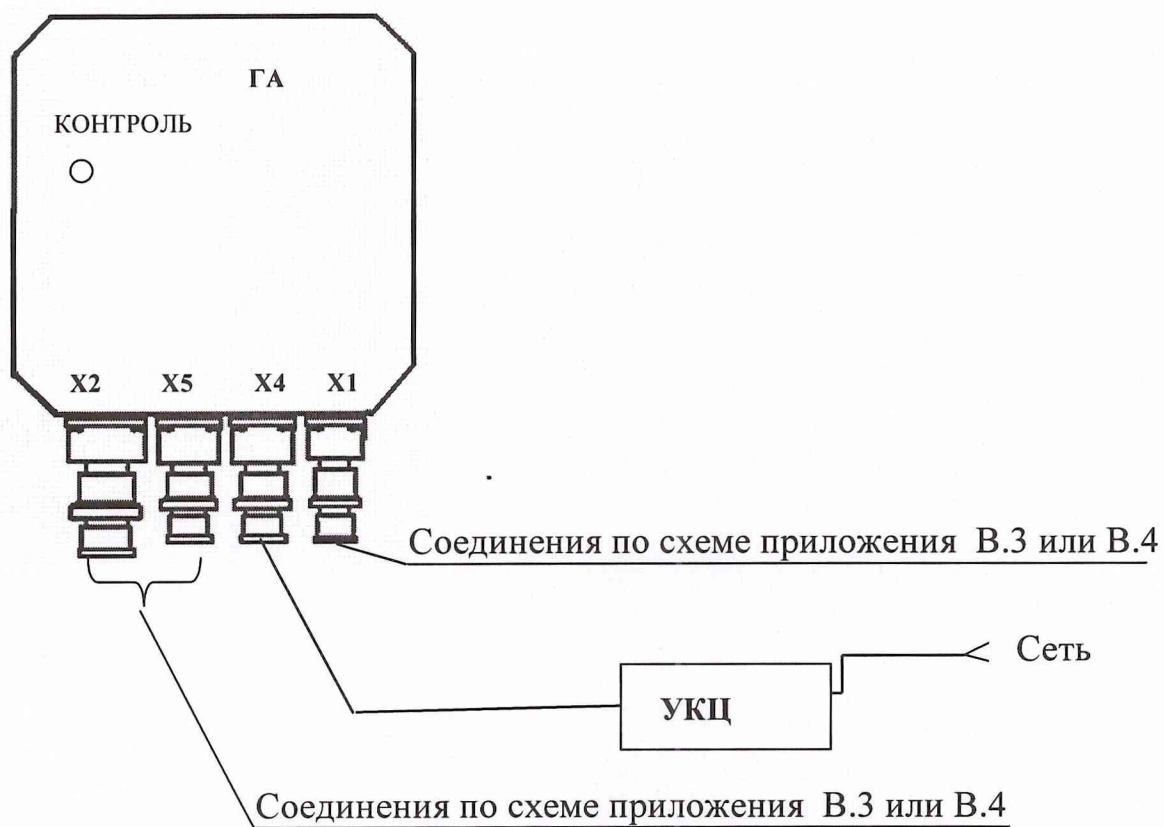 ГА
КОНТРОЛЬ
X2 X5 X4 X1
Соединения по схеме приложения В.3 или В.4
Сеть
УКЦ
Соединения по схеме приложения В.3 или В.4